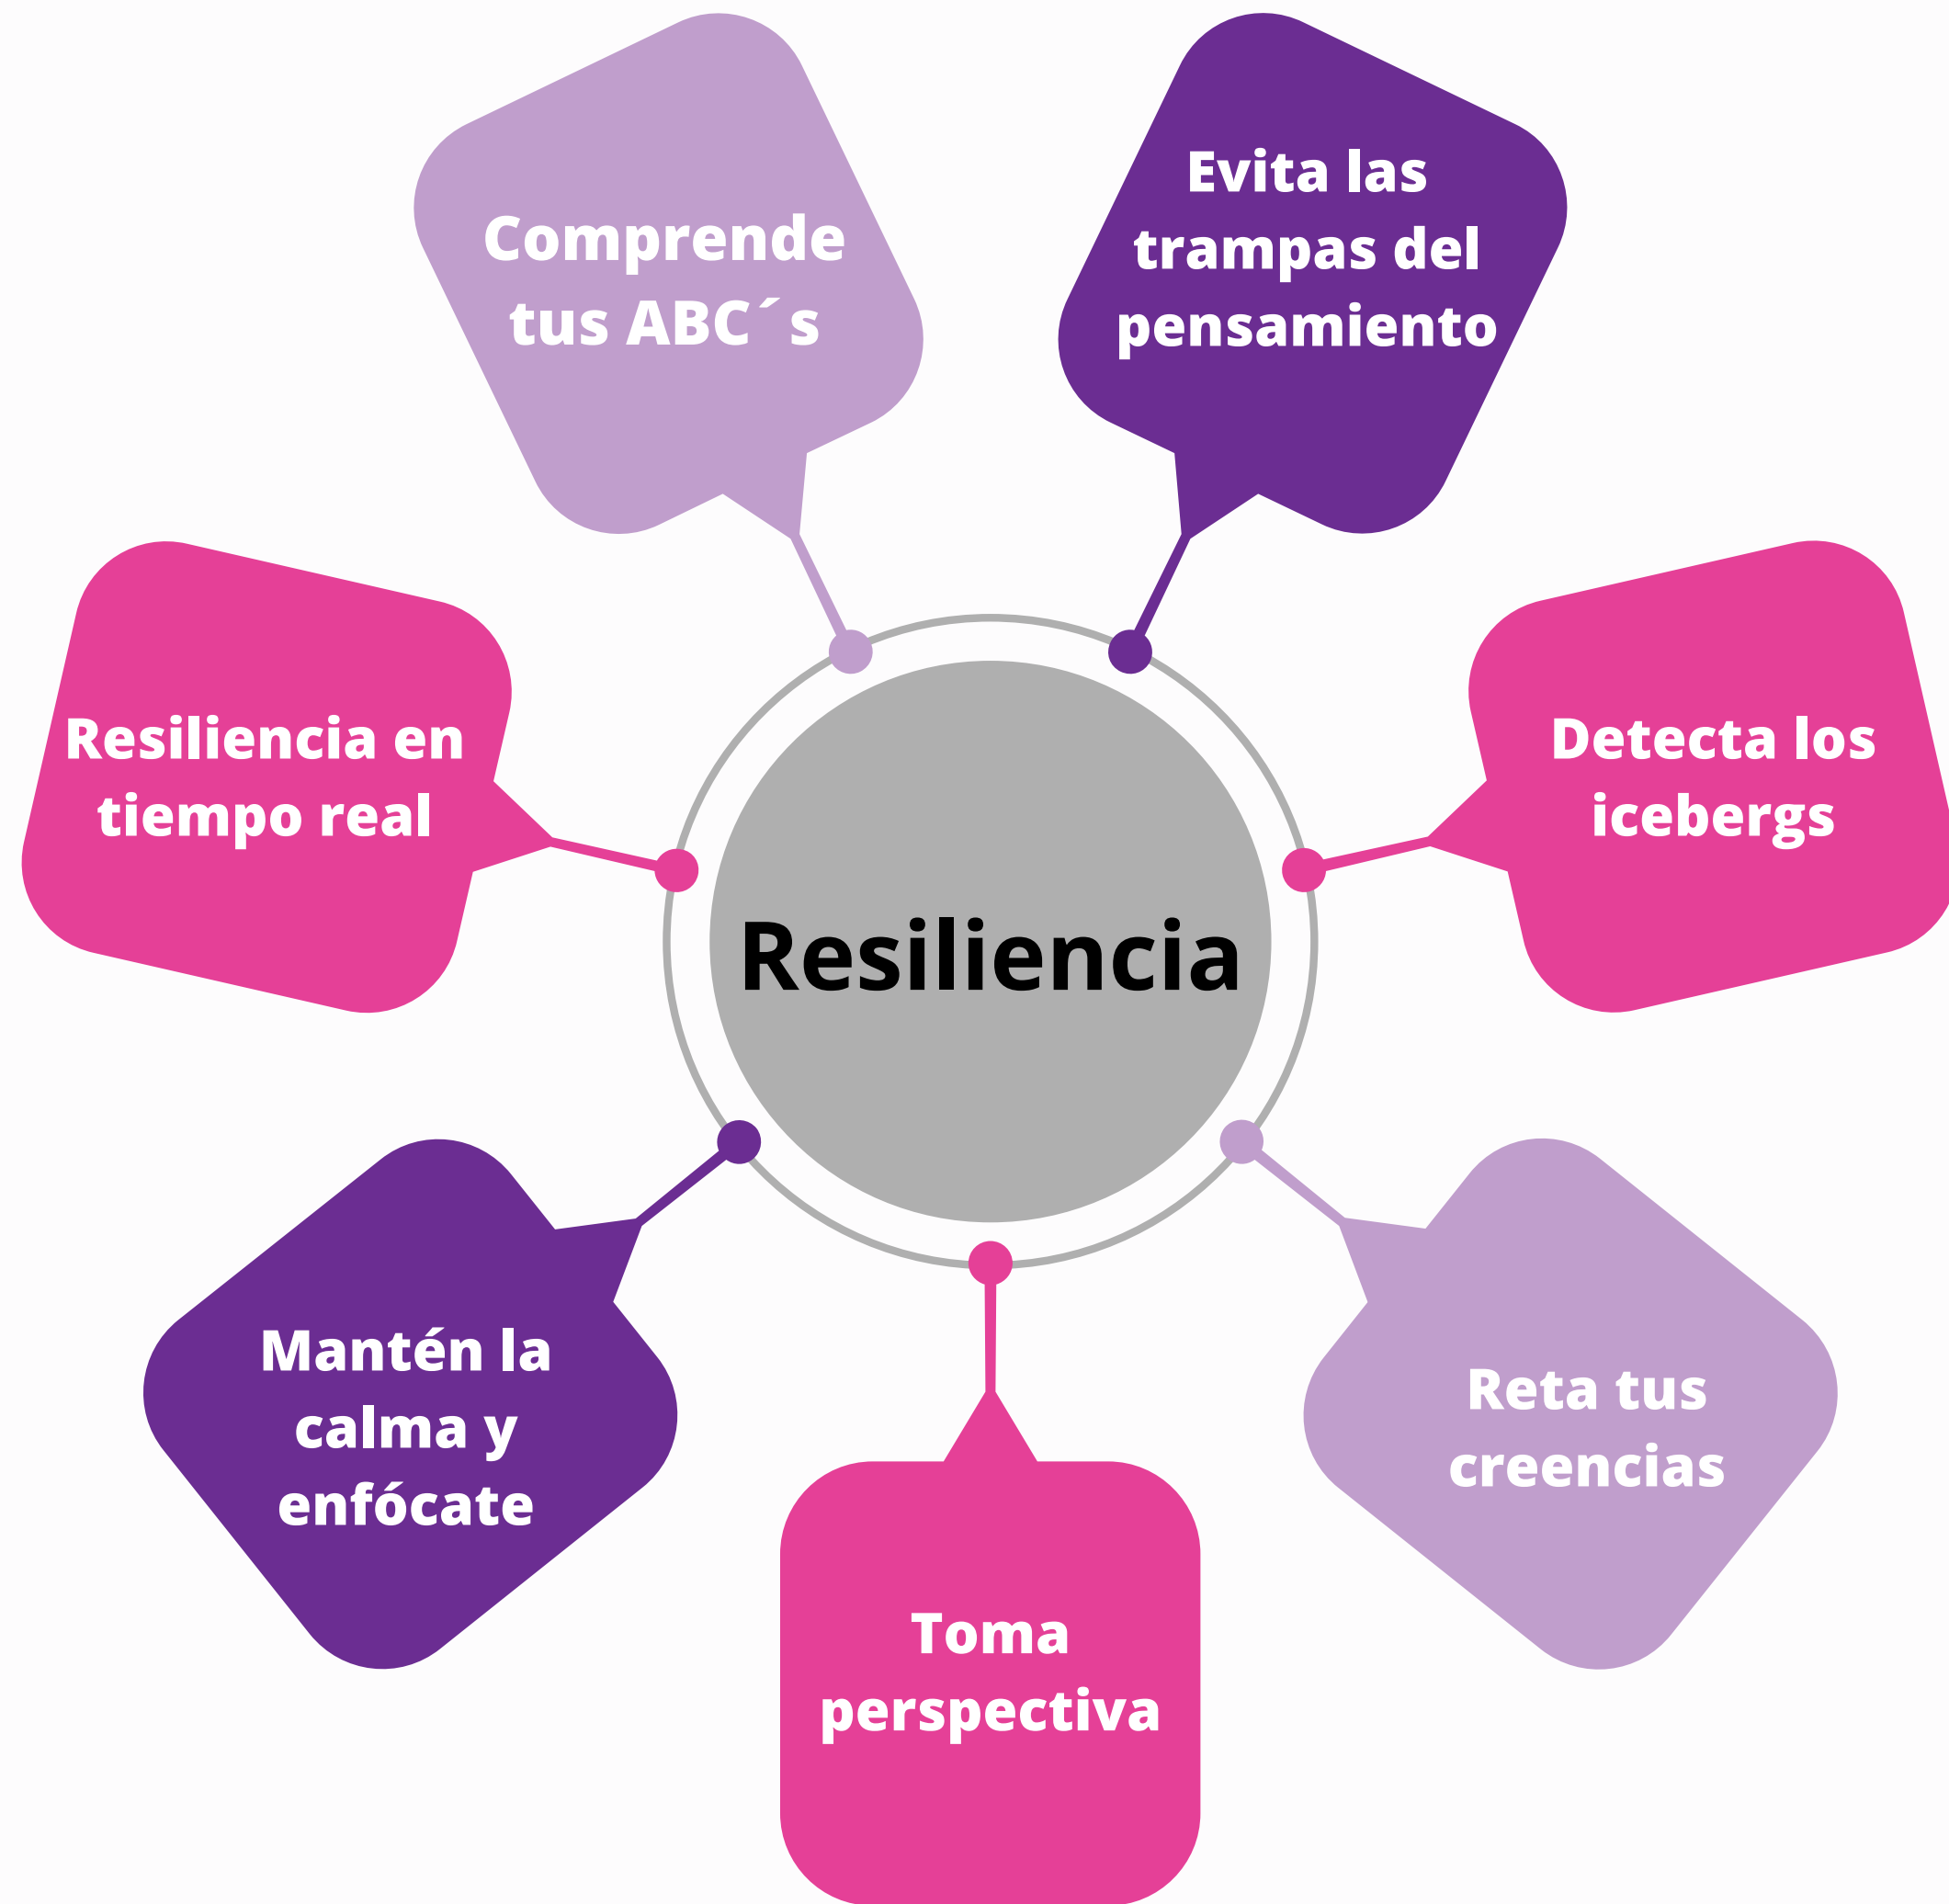 Comprende
tus ABC´s
Evita las
trampas del
pensamiento
Resiliencia en
tiempo real
Detecta los
icebergs
Resiliencia
Mantén la
calma y
enfócate
Reta tus
creencias
Toma
perspectiva